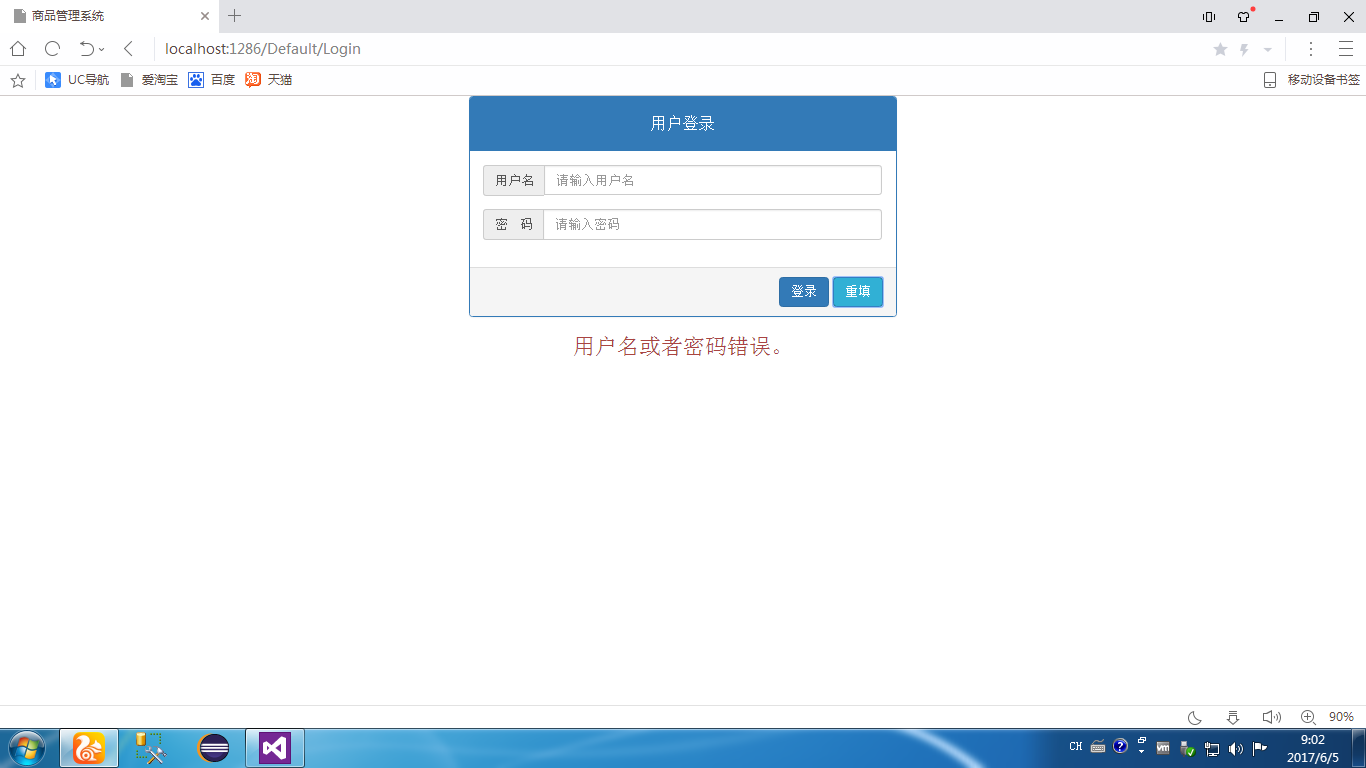 商品管理系统
localhost:1286/Default/Login
UC导航 爱淘宝 百度 淘 天猫 移动设备书签
用户登录
用户名 请输入用户名
密 码 请输入密码
登录 重填
用户名或者密码错误。
90%
CH 9:02
2017/6/5